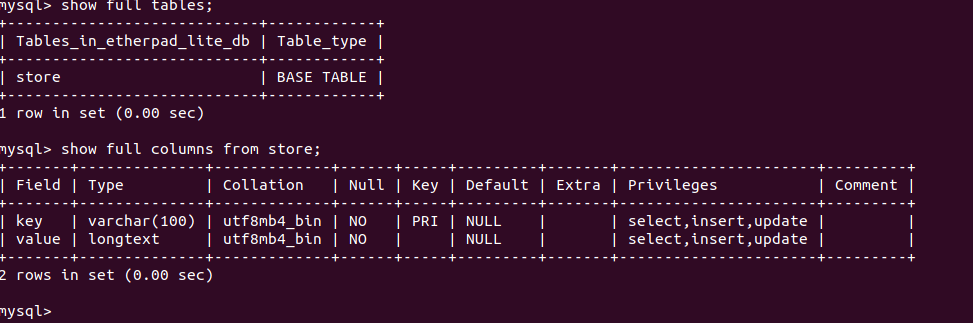 mysql> show full tables;
+----------------------------+------------+
| Tables_in_etherpad_lite_db | Table_type |
+----------------------------+------------+
| store                      | BASE TABLE |
+----------------------------+------------+
1 row in set (0.00 sec)
mysql> show full columns from store;
+-------+--------------+-------------+------+-----+---------+-------+----------------------+---------+
| Field | Type         | Collation   | Null | Key | Default | Extra | Privileges           | Comment |
+-------+--------------+-------------+------+-----+---------+-------+----------------------+---------+
| key   | varchar(100) | utf8mb4_bin | NO   | PRI | NULL    |       | select,insert,update |         |
| value | longtext     | utf8mb4_bin | NO   |     | NULL    |       | select,insert,update |         |
+-------+--------------+-------------+------+-----+---------+-------+----------------------+---------+
2 rows in set (0.00 sec)
mysql>